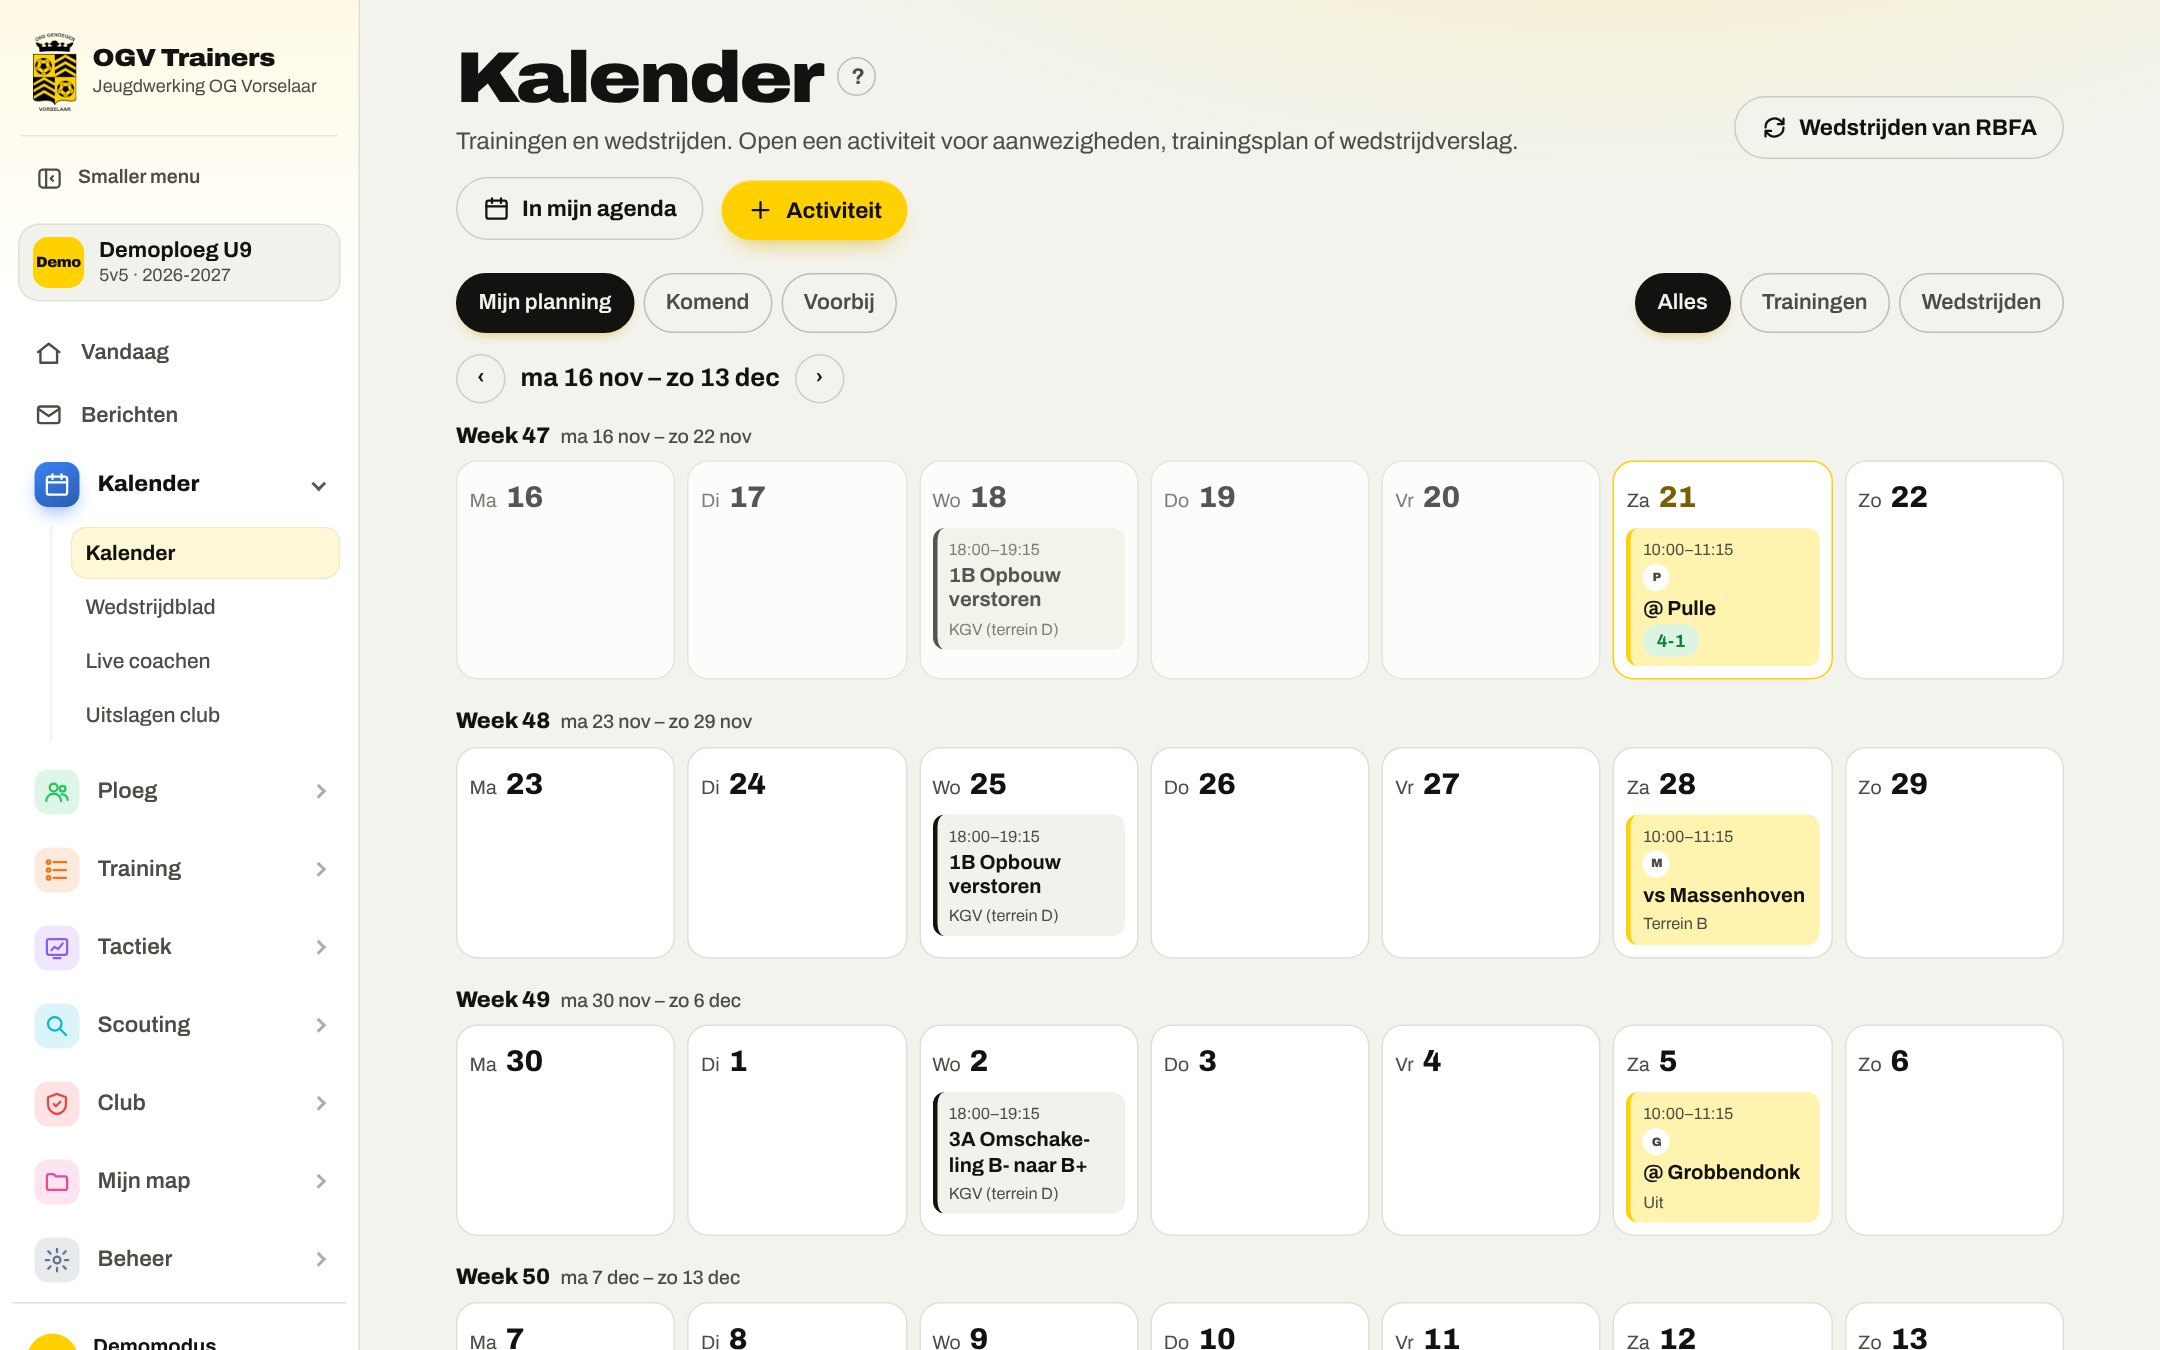 ONS GENOEGEN
VORSELAAR
OGV Trainers
Jeugdwerking OG Vorselaar
Smaller menu
Demo
Demoploeg U9
5v5 · 2026-2027
Vandaag
Berichten
Kalender
Kalender
Wedstrijdblad
Live coachen
Uitslagen club
Ploeg
Training
Tactiek
Scouting
Club
Mijn map
Beheer
Demomodus
Kalender ?
Trainingen en wedstrijden. Open een activiteit voor aanwezigheden, trainingsplan of wedstrijdverslag.
Wedstrijden van RBFA
In mijn agenda
+ Activiteit
Mijn planning Komend Voorbij
Alles Trainingen Wedstrijden
‹ ma 16 nov – zo 13 dec ›
Week 47 ma 16 nov – zo 22 nov
Ma 16
Di 17
Wo 18
18:00–19:15
1B Opbouw
verstoren
KGV (terrein D)
Do 19
Vr 20
Za 21
10:00–11:15
P
@ Pulle
4-1
Zo 22
Week 48 ma 23 nov – zo 29 nov
Ma 23
Di 24
Wo 25
18:00–19:15
1B Opbouw
verstoren
KGV (terrein D)
Do 26
Vr 27
Za 28
10:00–11:15
M
vs Massenhoven
Terrein B
Zo 29
Week 49 ma 30 nov – zo 6 dec
Ma 30
Di 1
Wo 2
18:00–19:15
3A Omschake-
ling B- naar B+
KGV (terrein D)
Do 3
Vr 4
Za 5
10:00–11:15
G
@ Grobbendonk
Uit
Zo 6
Week 50 ma 7 dec – zo 13 dec
Ma 7
Di 8
Wo 9
Do 10
Vr 11
Za 12
Zo 13